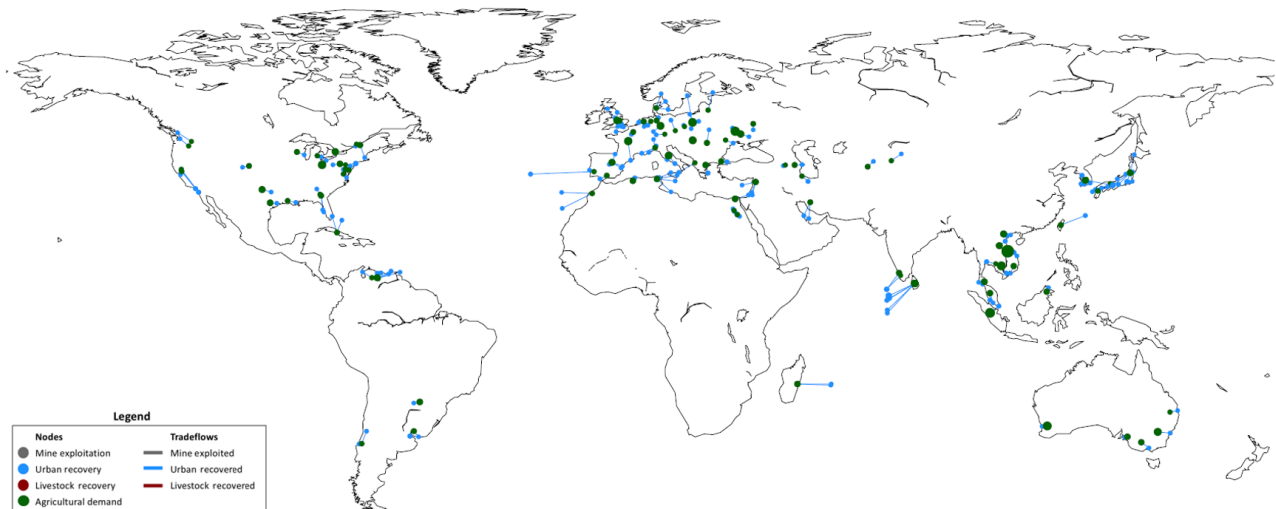 Legend
Nodes Tradeflows
Mine exploitation Mine exploited
Urban recovery Urban recovered
Livestock recovery Livestock recovered
Agricultural demand